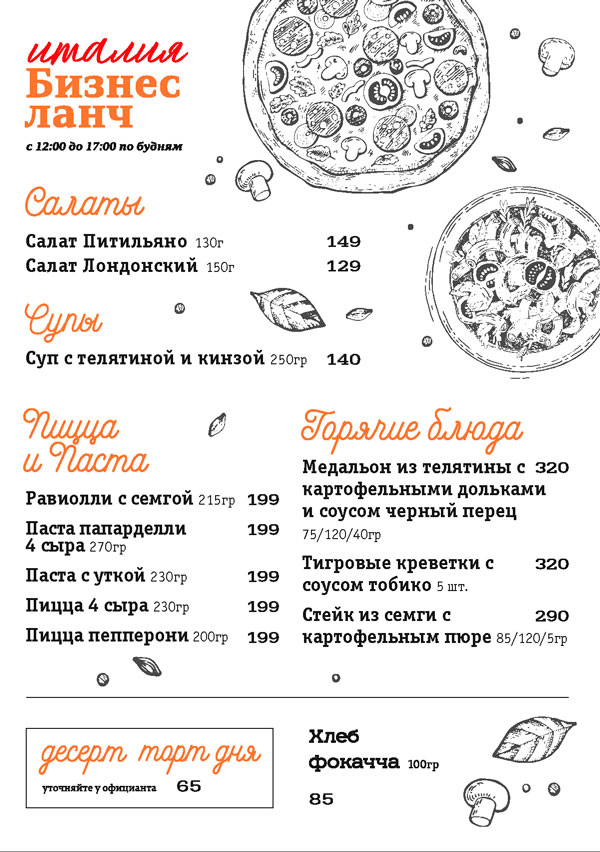 италия
Бизнес
ланч
с 12:00 до 17:00 по будням
Салаты
Салат Питильяно 130г 149
Салат Лондонский 150г 129
Супы
Суп с телятиной и кинзой 250гр 140
Пицца
и Паста
Равиолли с семгой 215гр 199
Паста папарделли 199
4 сыра 270гр
Паста с уткой 230гр 199
Пицца 4 сыра 230гр 199
Пицца пепперони 200гр 199
Горячие блюда
Медальон из телятины с 320
картофельными дольками
и соусом черный перец
75/120/40гр
Тигровые креветки с 320
соусом тобико 5 шт.
Стейк из семги с 290
картофельным пюре 85/120/5гр
десерт торт дня
уточняйте у официанта 65
Хлеб
фокачча 100гр
85